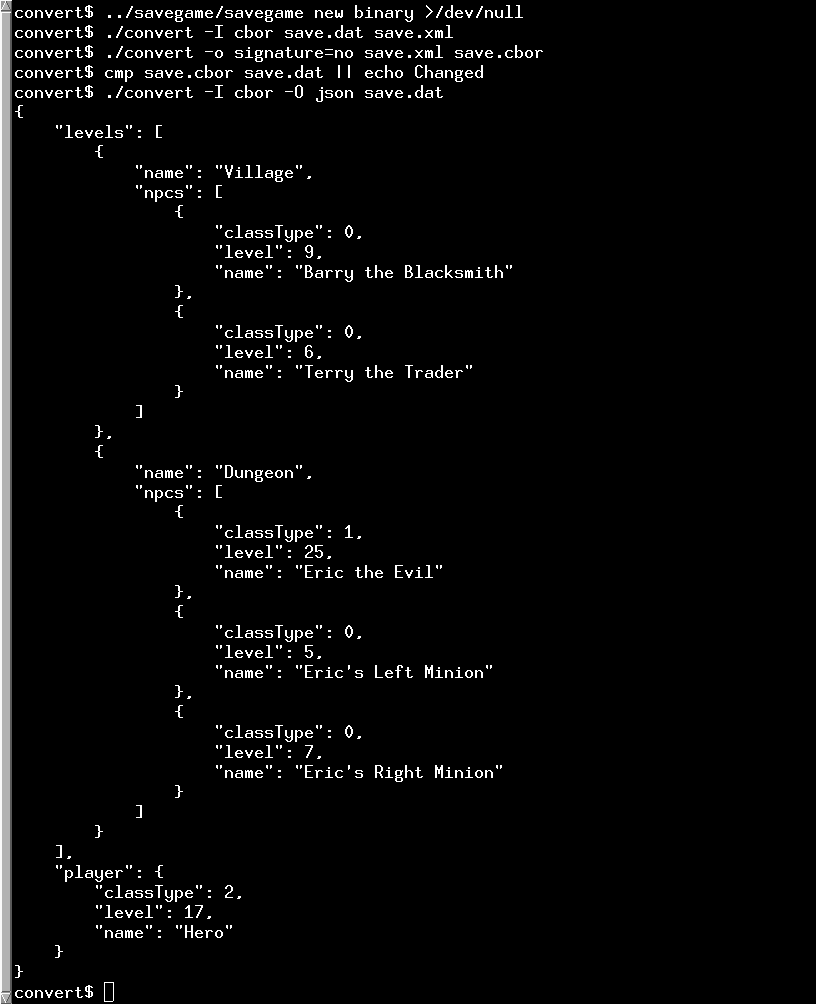 convert$ ../savegame/savegame new binary >/dev/null
convert$ ./convert -I cbor save.dat save.xml
convert$ ./convert -o signature=no save.xml save.cbor
convert$ cmp save.cbor save.dat || echo Changed
convert$ ./convert -I cbor -O json save.dat
{
    "levels": [
        {
            "name": "Village",
            "npcs": [
                {
                    "classType": 0,
                    "level": 9,
                    "name": "Barry the Blacksmith"
                },
                {
                    "classType": 0,
                    "level": 6,
                    "name": "Terry the Trader"
                }
            ]
        },
        {
            "name": "Dungeon",
            "npcs": [
                {
                    "classType": 1,
                    "level": 25,
                    "name": "Eric the Evil"
                },
                {
                    "classType": 0,
                    "level": 5,
                    "name": "Eric's Left Minion"
                },
                {
                    "classType": 0,
                    "level": 7,
                    "name": "Eric's Right Minion"
                }
            ]
        }
    ],
    "player": {
        "classType": 2,
        "level": 17,
        "name": "Hero"
    }
}
convert$